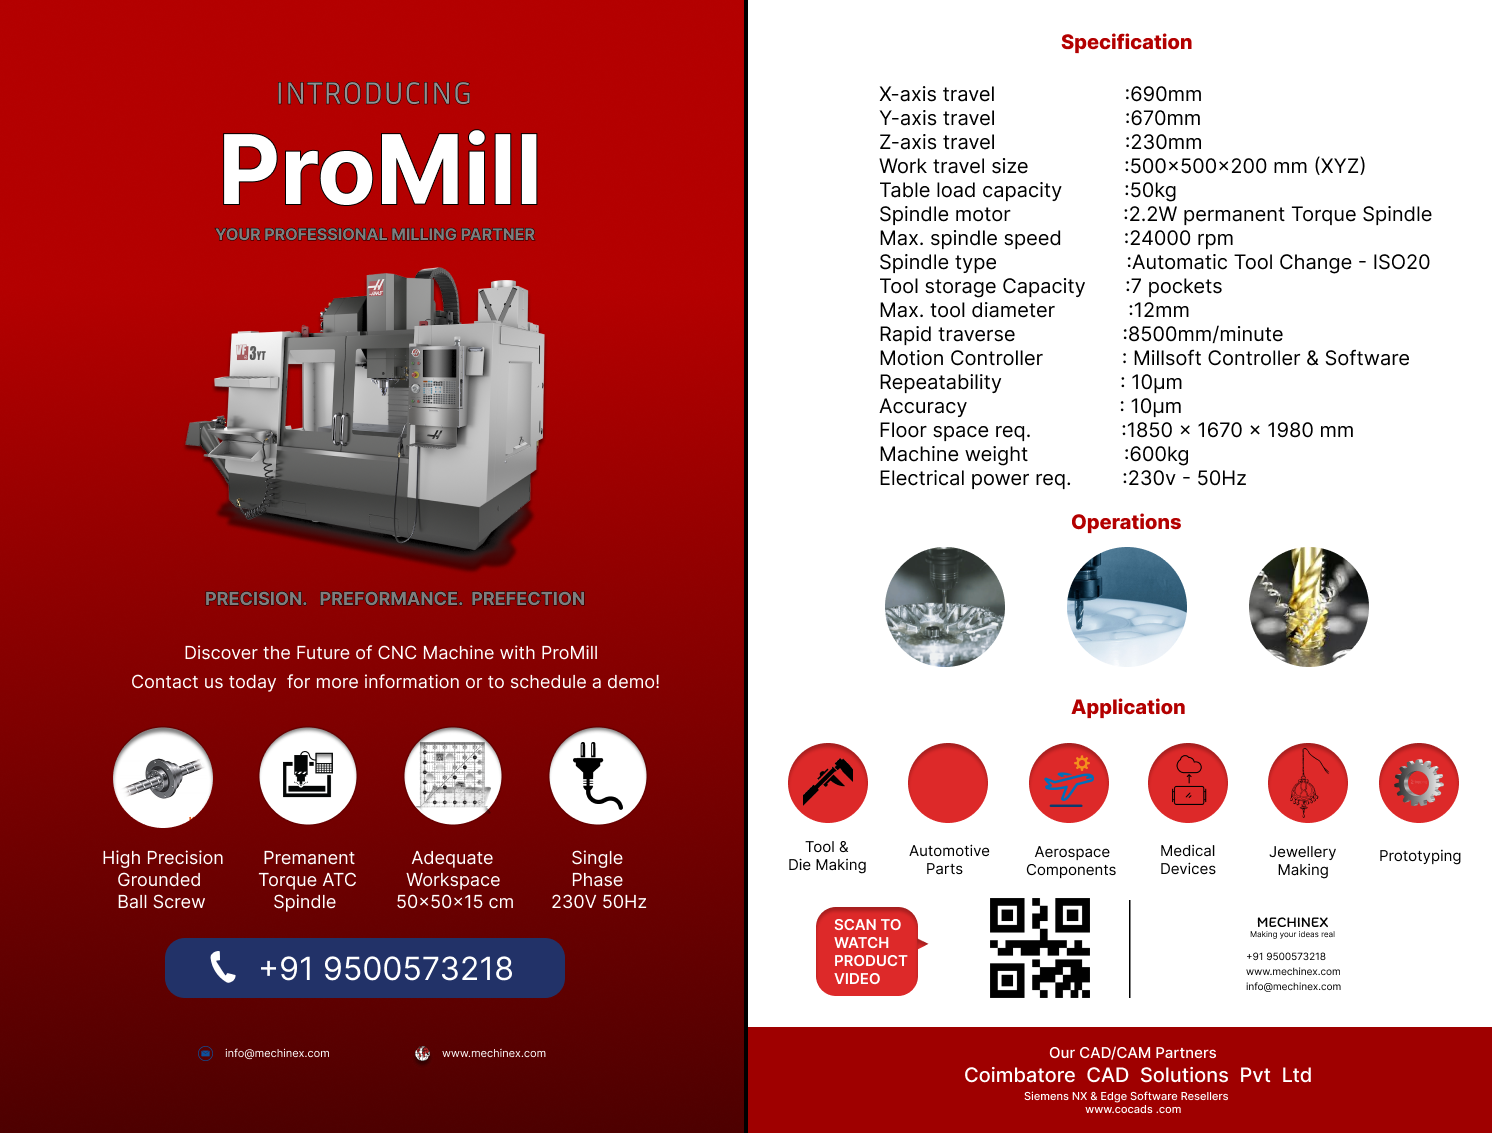 INTRODUCING
ProMill
YOUR PROFESSIONAL MILLING PARTNER
3YT
PRECISION. PREFORMANCE. PREFECTION
Discover the Future of CNC Machine with ProMill
Contact us today  for more information or to schedule a demo!
High Precision
Grounded
Ball Screw
Premanent
Torque ATC
Spindle
Adequate
Workspace
50×50×15 cm
Single
Phase
230V 50Hz
+91 9500573218
info@mechinex.com
www.mechinex.com
Specification
X-axis travel :690mm
Y-axis travel :670mm
Z-axis travel :230mm
Work travel size :500×500×200 mm (XYZ)
Table load capacity :50kg
Spindle motor :2.2W permanent Torque Spindle
Max. spindle speed :24000 rpm
Spindle type :Automatic Tool Change - ISO20
Tool storage Capacity :7 pockets
Max. tool diameter :12mm
Rapid traverse :8500mm/minute
Motion Controller : Millsoft Controller & Software
Repeatability : 10µm
Accuracy : 10µm
Floor space req. :1850 × 1670 × 1980 mm
Machine weight :600kg
Electrical power req. :230v - 50Hz
Operations
Application
Tool &
Die Making
Automotive
Parts
Aerospace
Components
Medical
Devices
Jewellery
Making
Prototyping
SCAN TO
WATCH
PRODUCT
VIDEO
MECHINEX
Making your ideas real
+91 9500573218
www.mechinex.com
info@mechinex.com
Our CAD/CAM Partners
Coimbatore CAD Solutions Pvt Ltd
Siemens NX & Edge Software Resellers
www.cocads .com